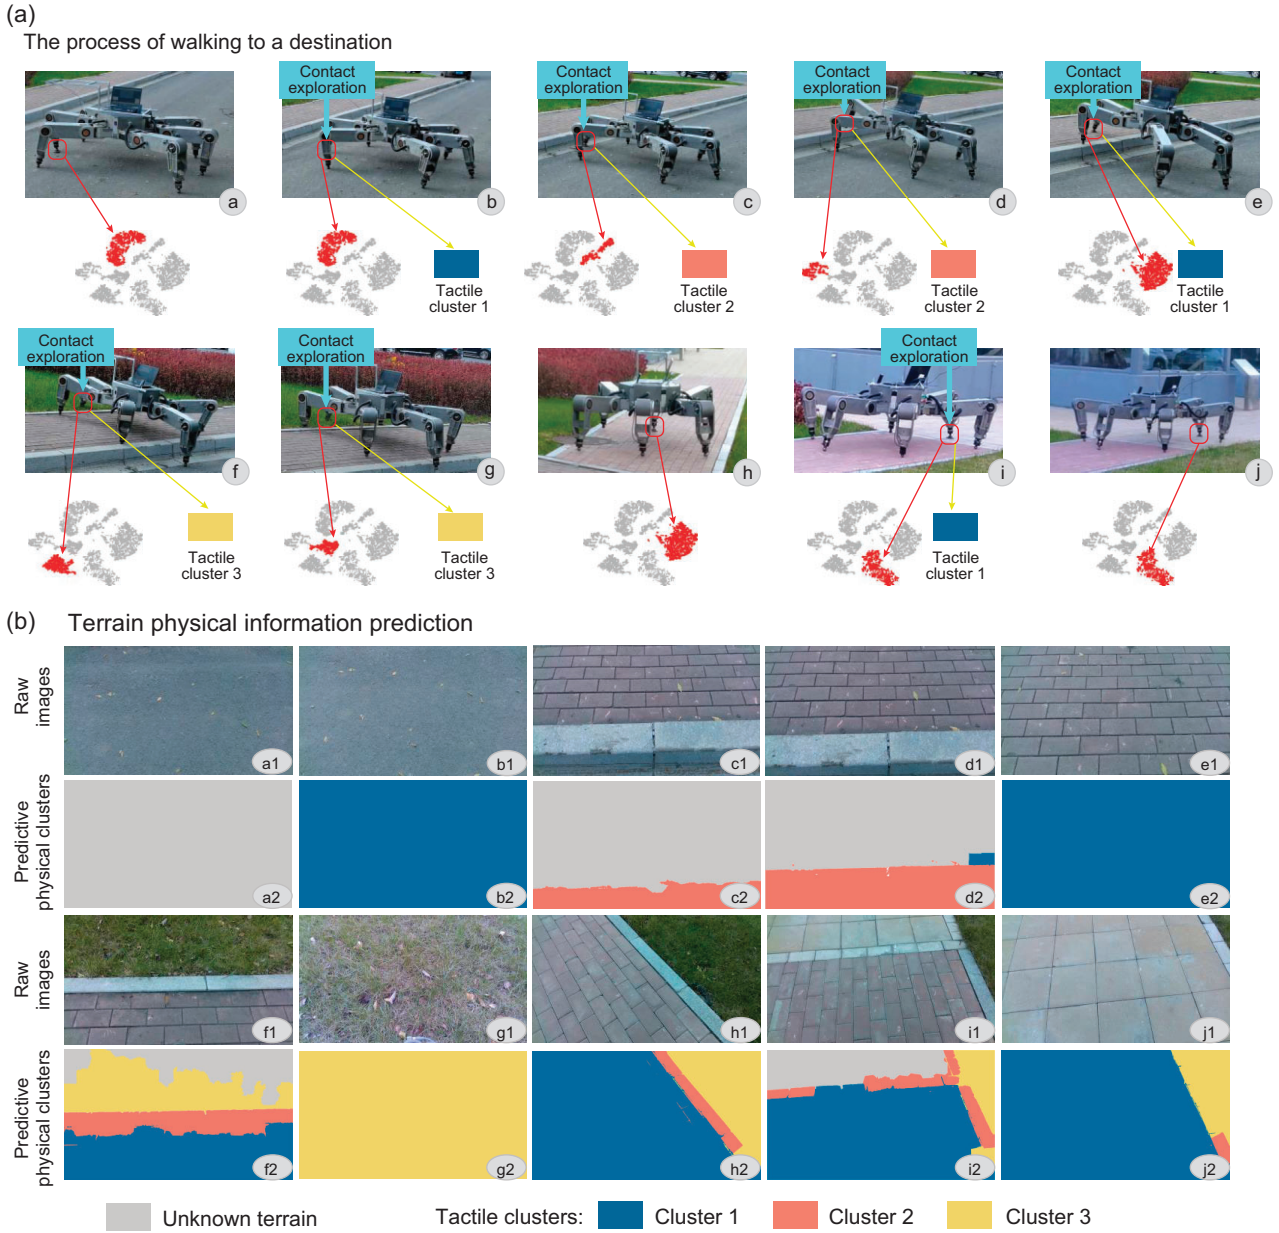 (a)
The process of walking to a destination
Contact
exploration
Contact
exploration
Contact
exploration
Contact
exploration
a
b
c
d
e
Tactile
cluster 1
Tactile
cluster 2
Tactile
cluster 2
Tactile
cluster 1
Contact
exploration
Contact
exploration
Contact
exploration
f
g
h
i
j
Tactile
cluster 3
Tactile
cluster 3
Tactile
cluster 1
(b)
Terrain physical information prediction
Raw
images
a1
b1
c1
d1
e1
Predictive
physical clusters
a2
b2
c2
d2
e2
Raw
images
f1
g1
h1
i1
j1
Predictive
physical clusters
f2
g2
h2
i2
j2
Unknown terrain
Tactile clusters:
Cluster 1
Cluster 2
Cluster 3